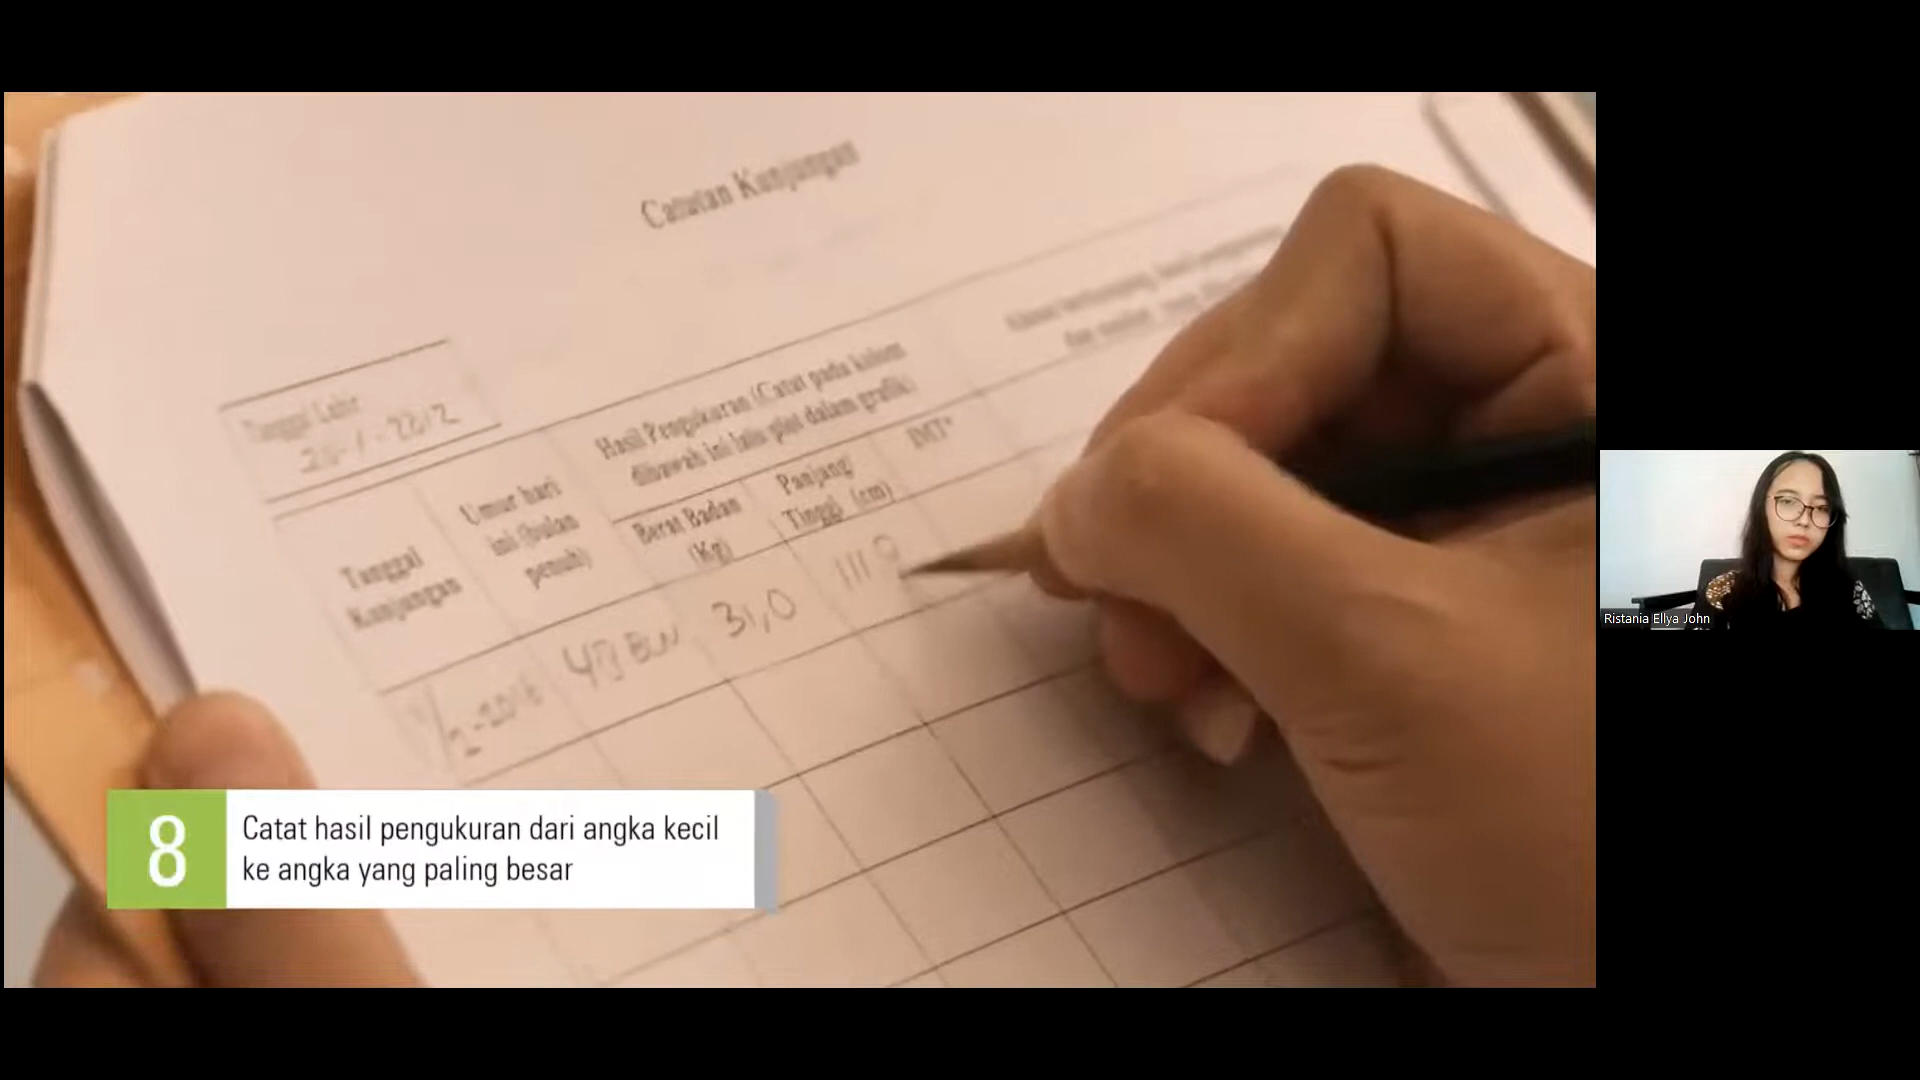 Catatan Kunjungan
Tanggal Lahir
Tanggal
Kunjungan
Umur hari
ini (bulan
penuh)
Hasil Pengukuran (Catat pada kolom
dibawah ini lalu plot dalam grafik)
Berat Badan
(Kg)
Panjang/
Tinggi (cm)
IMT*
31,0
8
Catat hasil pengukuran dari angka kecil
ke angka yang paling besar
Ristania Ellya John